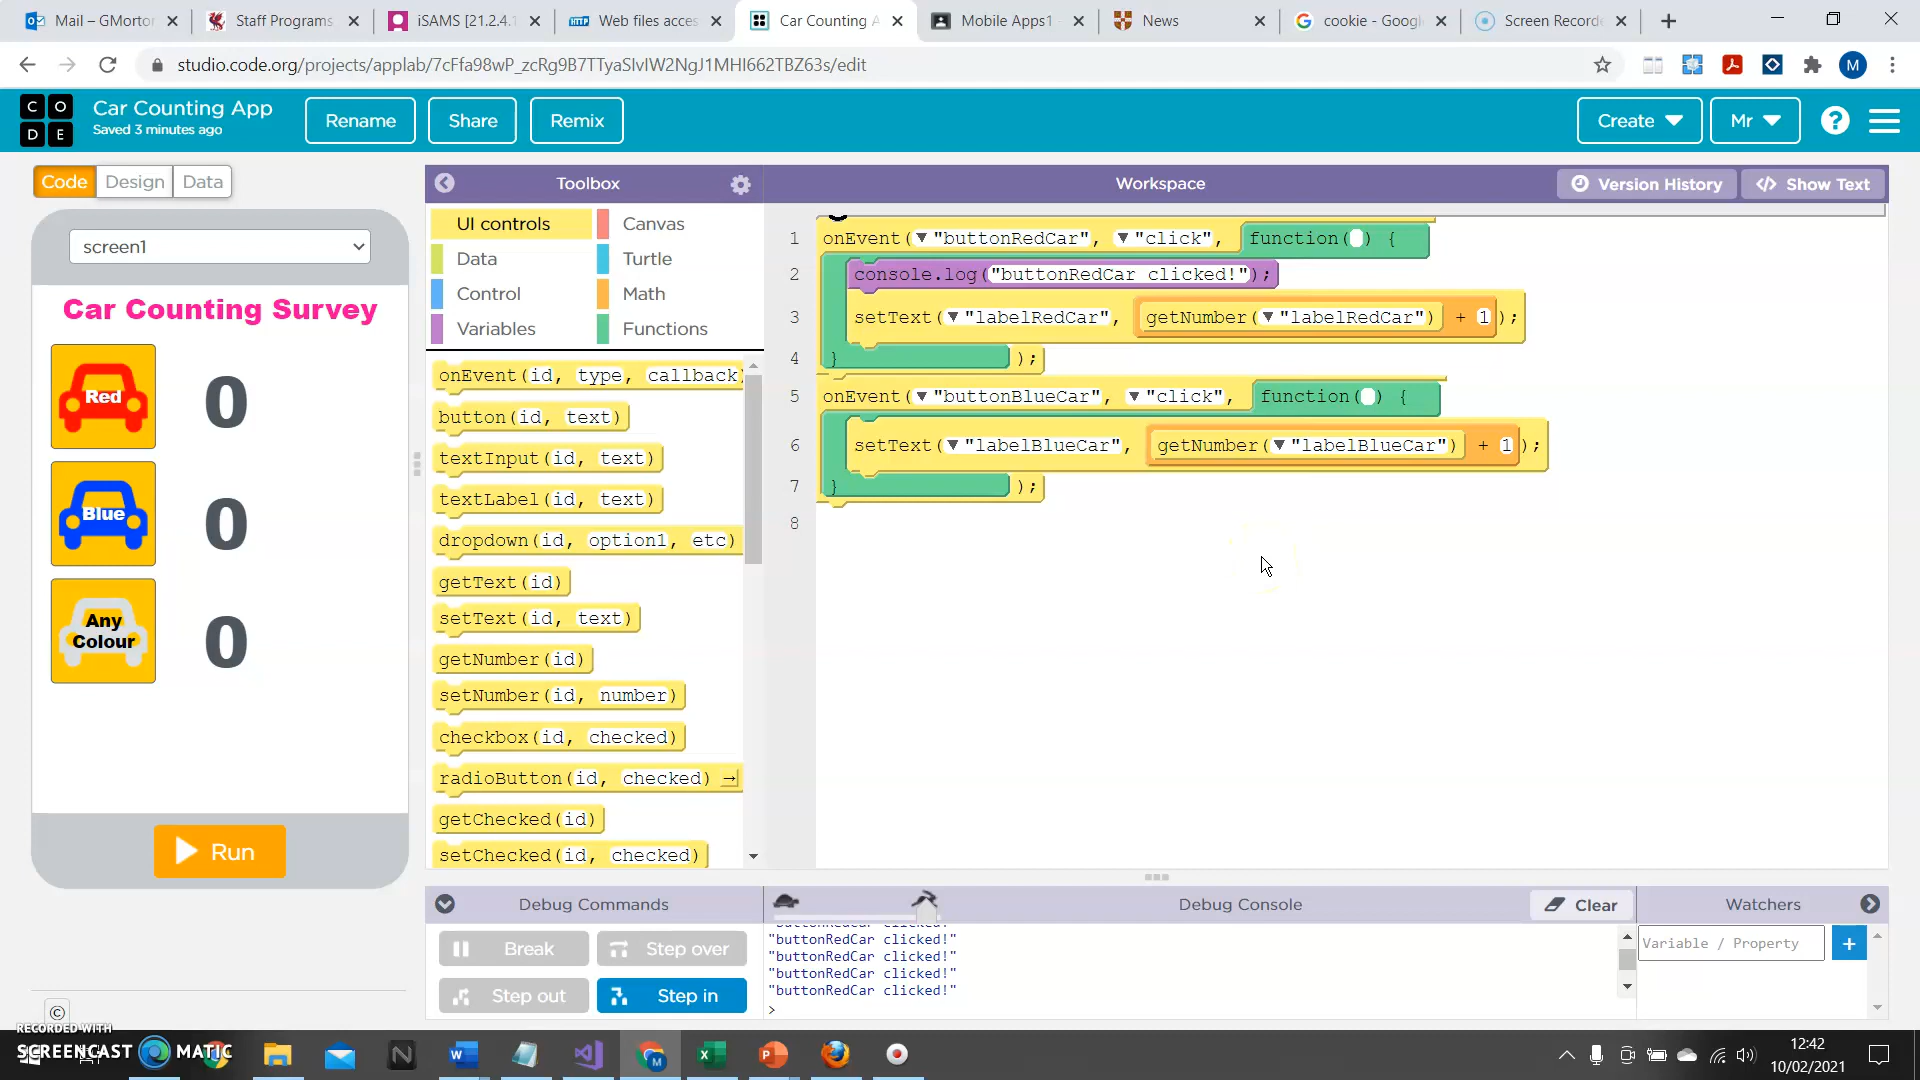 Mail – GMortor
Staff Programs
iSAMS [21.2.4.1
HTTP
Web files acces
Car Counting A
Mobile Apps1 -
News
cookie - Google
Screen Recorde
studio.code.org/projects/applab/7cFfa98wP_zcRg9B7TTyaSlvIW2NgJ1MHI662TBZ63s/edit
M
C O D E
Car Counting App
Saved 3 minutes ago
Rename
Share
Remix
Create
Mr
?
Code
Design
Data
Toolbox
Workspace
Version History
Show Text
screen1
Car Counting Survey
Red
0
Blue
0
Any
Colour
0
Run
UI controls
Canvas
Data
Turtle
Control
Math
Variables
Functions
onEvent(id, type, callback)
button(id, text)
textInput(id, text)
textLabel(id, text)
dropdown(id, option1, etc)
getText(id)
setText(id, text)
getNumber(id)
setNumber(id, number)
checkbox(id, checked)
radioButton(id, checked) →
getChecked(id)
setChecked(id, checked)
1 onEvent(▼"buttonRedCar", ▼"click", function( ) {
2 console.log("buttonRedCar clicked!");
3 setText(▼"labelRedCar", getNumber(▼"labelRedCar") + 1);
4 } );
5 onEvent(▼"buttonBlueCar", ▼"click", function( ) {
6 setText(▼"labelBlueCar", getNumber(▼"labelBlueCar") + 1);
7 } );
8
Debug Commands
Debug Console
Clear
Watchers
Break
Step over
Step out
Step in
"buttonRedCar clicked!"
"buttonRedCar clicked!"
"buttonRedCar clicked!"
"buttonRedCar clicked!"
"buttonRedCar clicked!"
>
Variable / Property
+
©
RECORDED WITH
SCREENCAST MATIC
12:42
10/02/2021